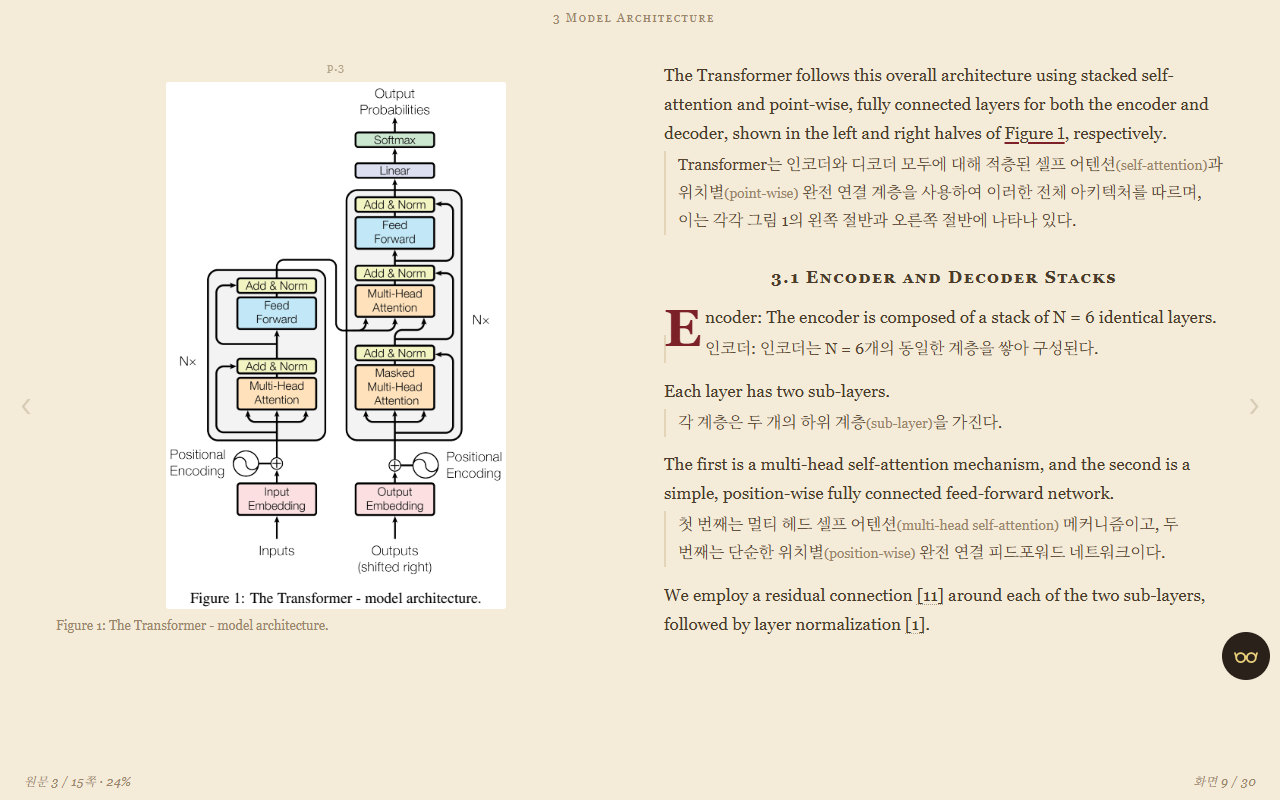 3 Model Architecture
p.3
Output
Probabilities
Softmax
Linear
Add & Norm
Feed
Forward
Add & Norm
Multi-Head
Attention
Add & Norm
Masked
Multi-Head
Attention
Nx
Add & Norm
Feed
Forward
Nx
Add & Norm
Multi-Head
Attention
Positional
Encoding
Positional
Encoding
Input
Embedding
Output
Embedding
Inputs
Outputs
(shifted right)
Figure 1: The Transformer - model architecture.
Figure 1: The Transformer - model architecture.
The Transformer follows this overall architecture using stacked self-
attention and point-wise, fully connected layers for both the encoder and
decoder, shown in the left and right halves of Figure 1, respectively.
Transformer는 인코더와 디코더 모두에 대해 적층된 셀프 어텐션(self-attention)과
위치별(point-wise) 완전 연결 계층을 사용하여 이러한 전체 아키텍처를 따르며,
이는 각각 그림 1의 왼쪽 절반과 오른쪽 절반에 나타나 있다.
3.1 Encoder and Decoder Stacks
Encoder: The encoder is composed of a stack of N = 6 identical layers.
인코더: 인코더는 N = 6개의 동일한 계층을 쌓아 구성된다.
Each layer has two sub-layers.
각 계층은 두 개의 하위 계층(sub-layer)을 가진다.
The first is a multi-head self-attention mechanism, and the second is a
simple, position-wise fully connected feed-forward network.
첫 번째는 멀티 헤드 셀프 어텐션(multi-head self-attention) 메커니즘이고, 두
번째는 단순한 위치별(position-wise) 완전 연결 피드포워드 네트워크이다.
We employ a residual connection [11] around each of the two sub-layers,
followed by layer normalization [1].
원문 3 / 15쪽 · 24%
화면 9 / 30